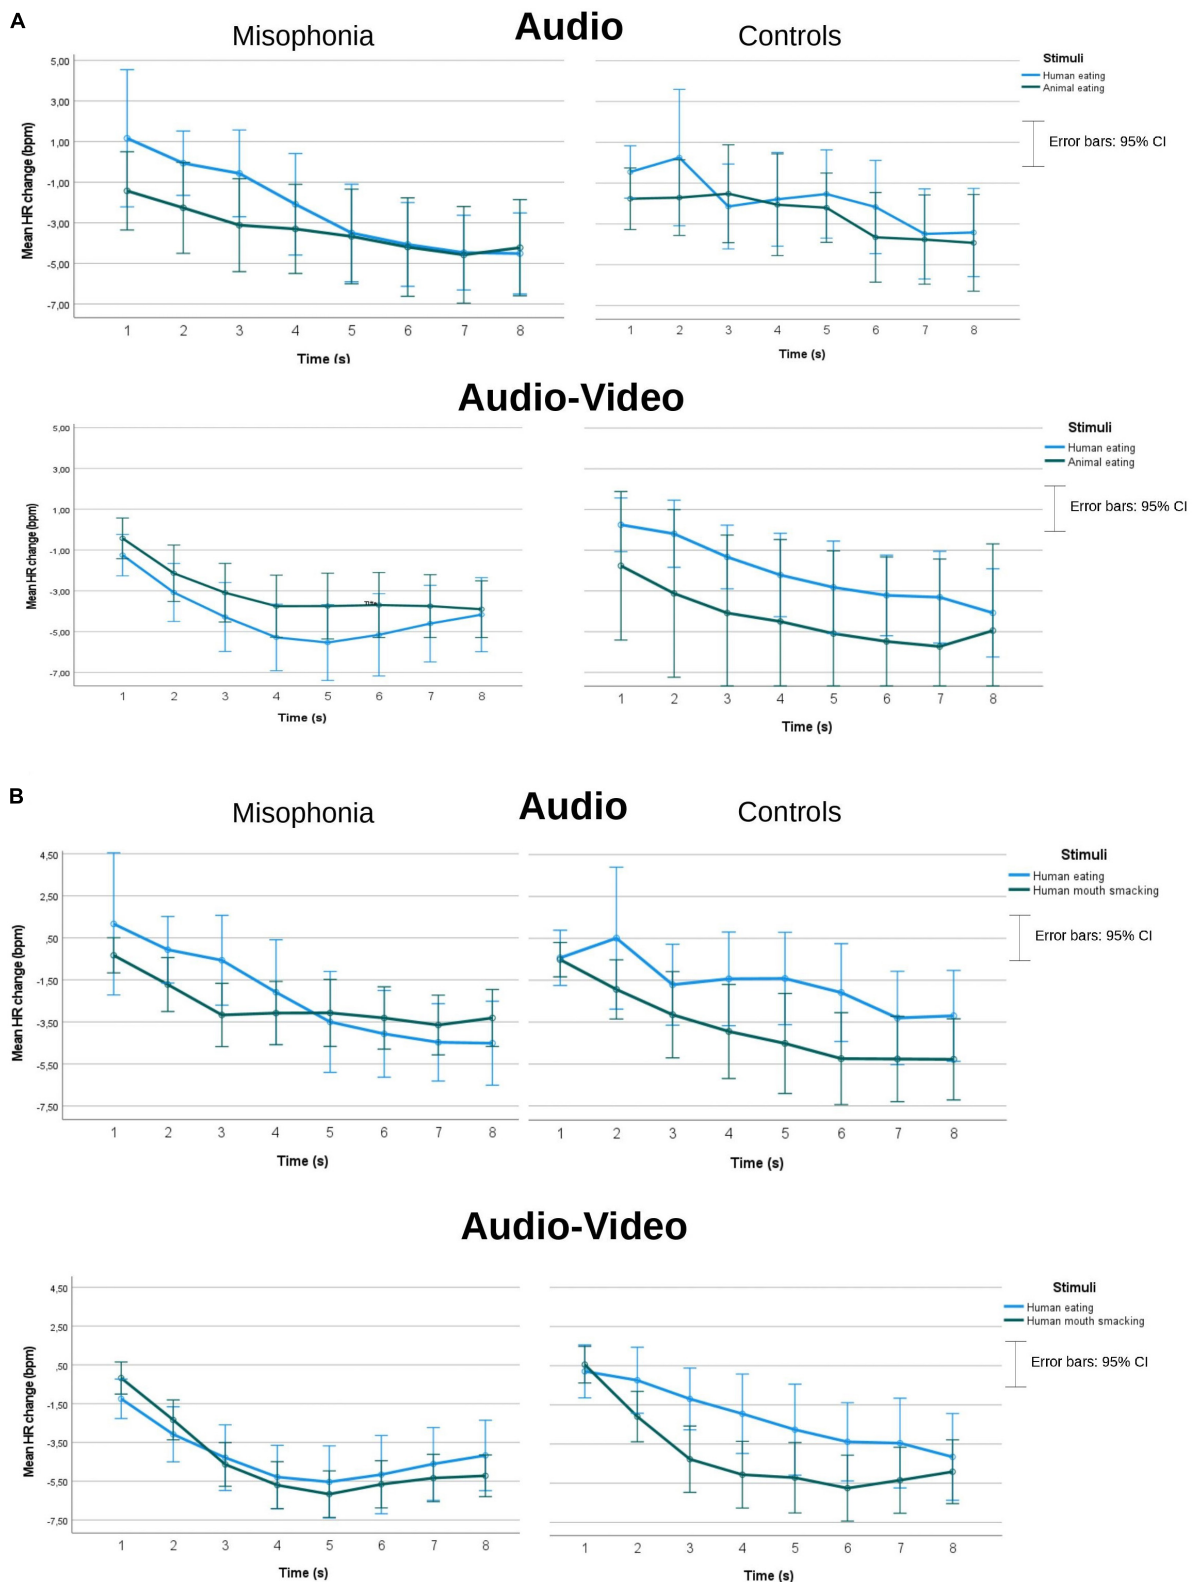 A
Audio
Misophonia
Controls
Stimuli
Human eating
Animal eating
Error bars: 95% CI
Mean HR change (bpm)
5,00
3,00
1,00
-1,00
-3,00
-5,00
-7,00
1 2 3 4 5 6 7 8
Time (s)
1 2 3 4 5 6 7 8
Time (s)
Audio-Video
Stimuli
Human eating
Animal eating
Error bars: 95% CI
Mean HR change (bpm)
5,00
3,00
1,00
-1,00
-3,00
-5,00
-7,00
1 2 3 4 5 6 7 8
Time (s)
1 2 3 4 5 6 7 8
Time (s)
B
Audio
Misophonia
Controls
Stimuli
Human eating
Human mouth smacking
Error bars: 95% CI
Mean HR change (bpm)
4,50
2,50
,50
-1,50
-3,50
-5,50
-7,50
1 2 3 4 5 6 7 8
Time (s)
1 2 3 4 5 6 7 8
Time (s)
Audio-Video
Stimuli
Human eating
Human mouth smacking
Error bars: 95% CI
Mean HR change (bpm)
4,50
2,50
,50
-1,50
-3,50
-5,50
-7,50
1 2 3 4 5 6 7 8
Time (s)
1 2 3 4 5 6 7 8
Time (s)